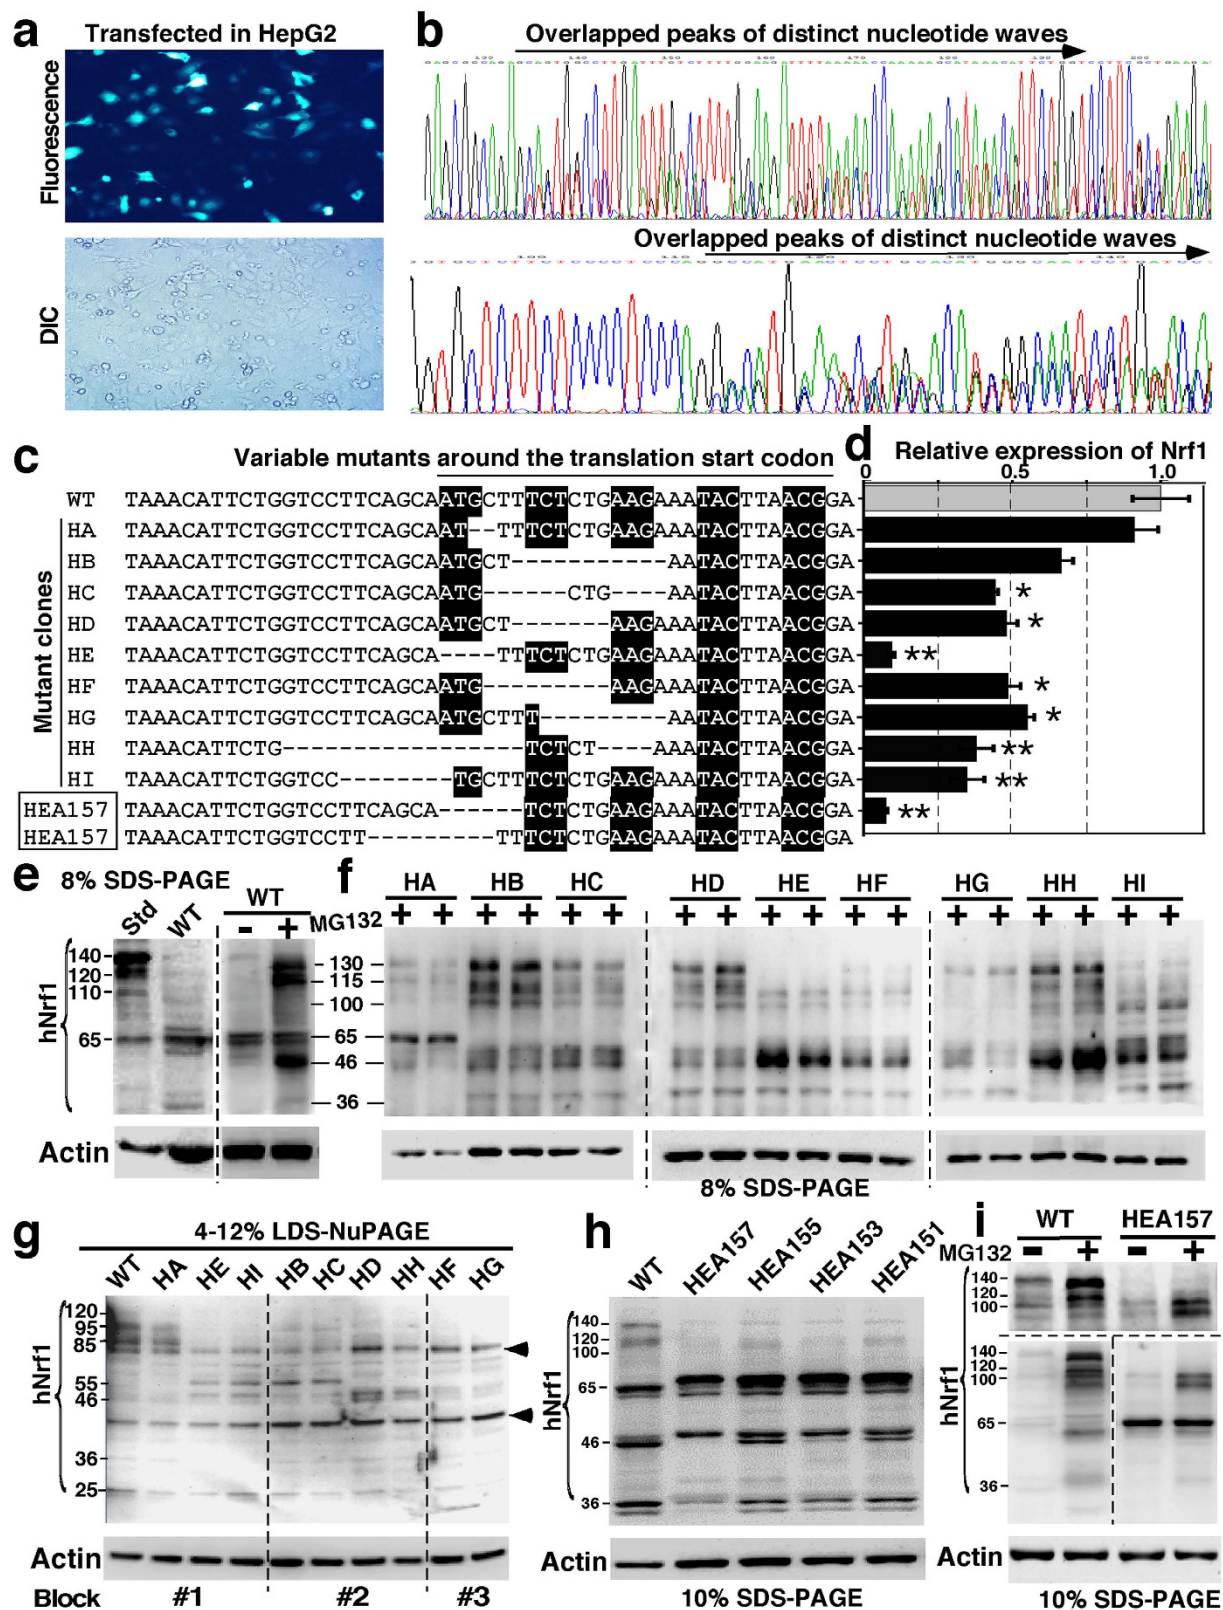 a
Transfected in HepG2
Fluorescence
DIC
b
Overlapped peaks of distinct nucleotide waves
Overlapped peaks of distinct nucleotide waves
c
Variable mutants around the translation start codon
WT TAAACATTCTGGTCCTTCAGCAATGCTTTCTCTGAAGAAATACTTAACGGA
Mutant clones
HA TAAACATTCTGGTCCTTCAGCAAT--TTTCTCTGAAGAAATACTTAACGGA
HB TAAACATTCTGGTCCTTCAGCAATGCT-----------AATACTTAACGGA
HC TAAACATTCTGGTCCTTCAGCAATG------CTG----AATACTTAACGGA
HD TAAACATTCTGGTCCTTCAGCAATGCT-------AAGAAATACTTAACGGA
HE TAAACATTCTGGTCCTTCAGCA----TTTCTCTGAAGAAATACTTAACGGA
HF TAAACATTCTGGTCCTTCAGCAATG---------AAGAAATACTTAACGGA
HG TAAACATTCTGGTCCTTCAGCAATGCTTT---------AATACTTAACGGA
HH TAAACATTCTG-----------------TCTCT----AAATACTTAACGGA
HI TAAACATTCTGGTCC--------TGCTTTCTCTGAAGAAATACTTAACGGA
HEA157 TAAACATTCTGGTCCTTCAGCA------TCTCTGAAGAAATACTTAACGGA
HEA157 TAAACATTCTGGTCCTT---------TTTCTCTGAAGAAATACTTAACGGA
d
Relative expression of Nrf1
0 0.5 1.0
*
*
**
*
*
**
**
**
e
8% SDS-PAGE
Std WT
WT
- + MG132
hNrf1
140
120
110
65
Actin
f
HA HB HC HD HE HF HG HH HI
+ + + + + + + + + + + + + + + + + +
130
115
100
65
46
36
8% SDS-PAGE
g
4-12% LDS-NuPAGE
WT HA HE HI HB HC HD HH HF HG
hNrf1
120
95
85
55
46
36
25
Actin
Block #1 #2 #3
h
WT HEA157 HEA155 HEA153 HEA151
hNrf1
140
120
100
65
46
36
Actin
10% SDS-PAGE
i
WT HEA157
MG132 - + - +
hNrf1
140
120
100
140
120
100
65
36
Actin
10% SDS-PAGE